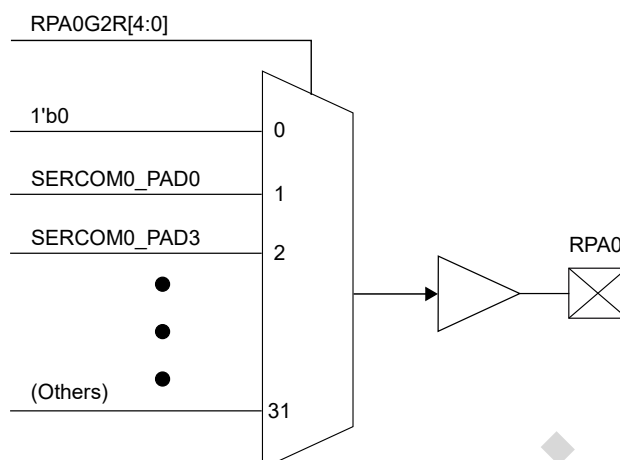 RPA0G2R[4:0]
1'b0
0
SERCOM0_PAD0
1
SERCOM0_PAD3
2
RPA0
(Others)
31